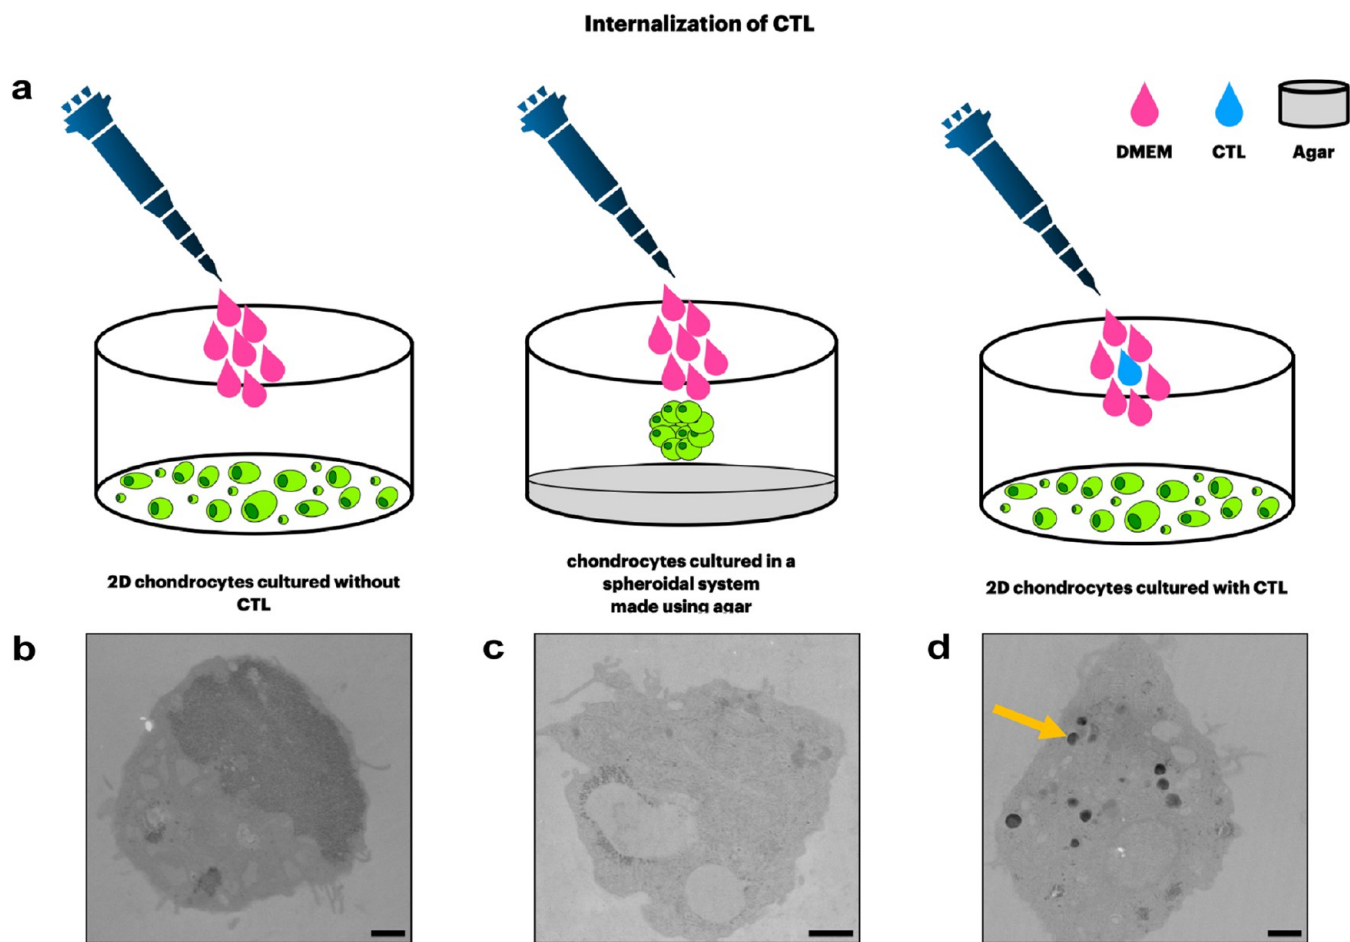 Internalization of CTL
a
DMEM
CTL
Agar
2D chondrocytes cultured without
CTL
chondrocytes cultured in a
spheroidal system
made using agar
2D chondrocytes cultured with CTL
b
c
d